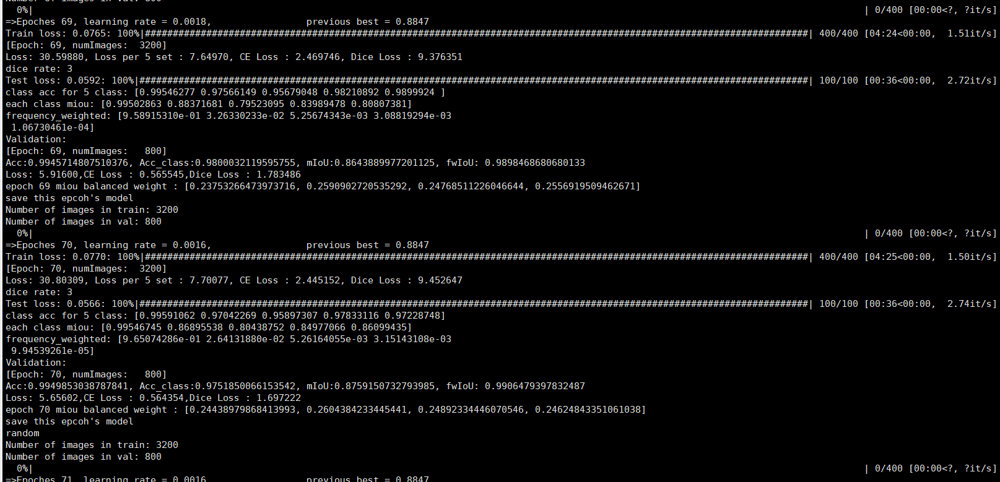 Number of images in val: 800
0%| | 0/400 [00:00<?, ?it/s]
=>Epoches 69, learning rate = 0.0018, previous best = 0.8847
Train loss: 0.0765: 100%|#######################################################################################################################| 400/400 [04:24<00:00, 1.51it/s]
[Epoch: 69, numImages: 3200]
Loss: 30.59880, Loss per 5 set : 7.64970, CE Loss : 2.469746, Dice Loss : 9.376351
dice rate: 3
Test loss: 0.0592: 100%|########################################################################################################################| 100/100 [00:36<00:00, 2.72it/s]
class acc for 5 class: [0.99546277 0.97566149 0.95679048 0.98210892 0.9899924 ]
each class miou: [0.99502863 0.88371681 0.79523095 0.83989478 0.80807381]
frequency_weighted: [9.58915310e-01 3.26330233e-02 5.25674343e-03 3.08819294e-03
1.06730461e-04]
Validation:
[Epoch: 69, numImages: 800]
Acc:0.9945714807510376, Acc_class:0.9800032119595755, mIoU:0.8643889977201125, fwIoU: 0.9898468680680133
Loss: 5.91600,CE Loss : 0.565545,Dice Loss : 1.783486
epoch 69 miou balanced weight : [0.23753266473973716, 0.2590902720535292, 0.24768511226046644, 0.2556919509462671]
save this epcoh's model
Number of images in train: 3200
Number of images in val: 800
0%| | 0/400 [00:00<?, ?it/s]
=>Epoches 70, learning rate = 0.0016, previous best = 0.8847
Train loss: 0.0770: 100%|#######################################################################################################################| 400/400 [04:25<00:00, 1.50it/s]
[Epoch: 70, numImages: 3200]
Loss: 30.80309, Loss per 5 set : 7.70077, CE Loss : 2.445152, Dice Loss : 9.452647
dice rate: 3
Test loss: 0.0566: 100%|########################################################################################################################| 100/100 [00:36<00:00, 2.74it/s]
class acc for 5 class: [0.99591062 0.97042269 0.95897307 0.97833116 0.97228748]
each class miou: [0.99546745 0.86895538 0.80438752 0.84977066 0.86099435]
frequency_weighted: [9.65074286e-01 2.64131880e-02 5.26164055e-03 3.15143108e-03
9.94539261e-05]
Validation:
[Epoch: 70, numImages: 800]
Acc:0.9949853038787841, Acc_class:0.9751850066153542, mIoU:0.8759150732793985, fwIoU: 0.9906479397832487
Loss: 5.65602,CE Loss : 0.564354,Dice Loss : 1.697222
epoch 70 miou balanced weight : [0.24438979868413993, 0.2604384233445441, 0.24892334446070546, 0.24624843351061038]
save this epcoh's model
random
Number of images in train: 3200
Number of images in val: 800
0%| | 0/400 [00:00<?, ?it/s]
=>Epoches 71, learning rate = 0.0016, previous best = 0.8847